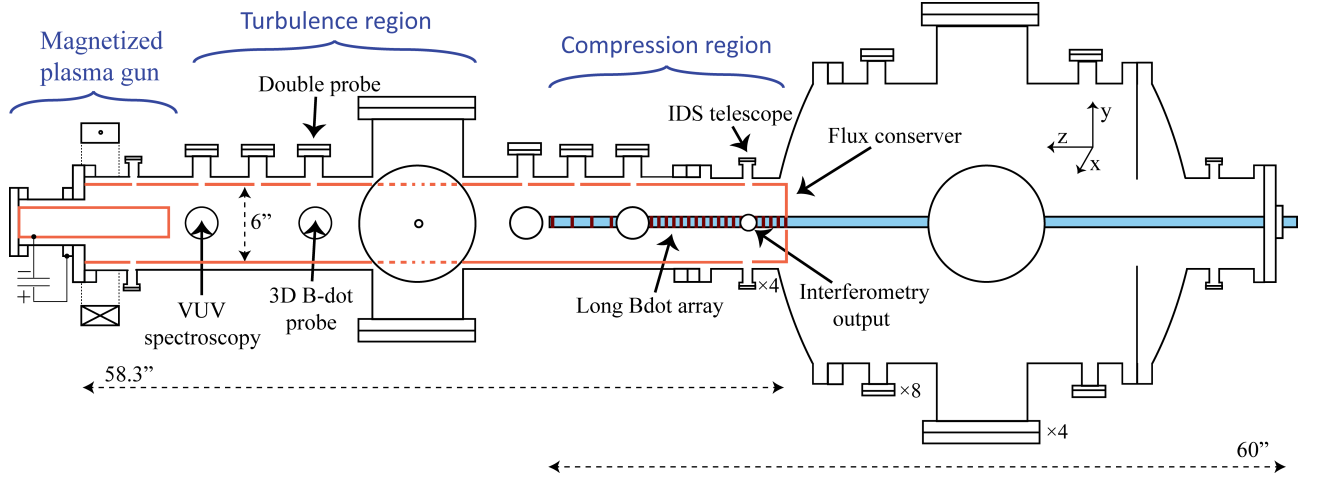 Turbulence region
Magnetized
plasma gun
Compression region
Double probe
IDS telescope
Flux conserver
y
z
x
6”
VUV
spectroscopy
3D B-dot
probe
Long Bdot array
×4
Interferometry
output
−
+
58.3”
×8
×4
60”